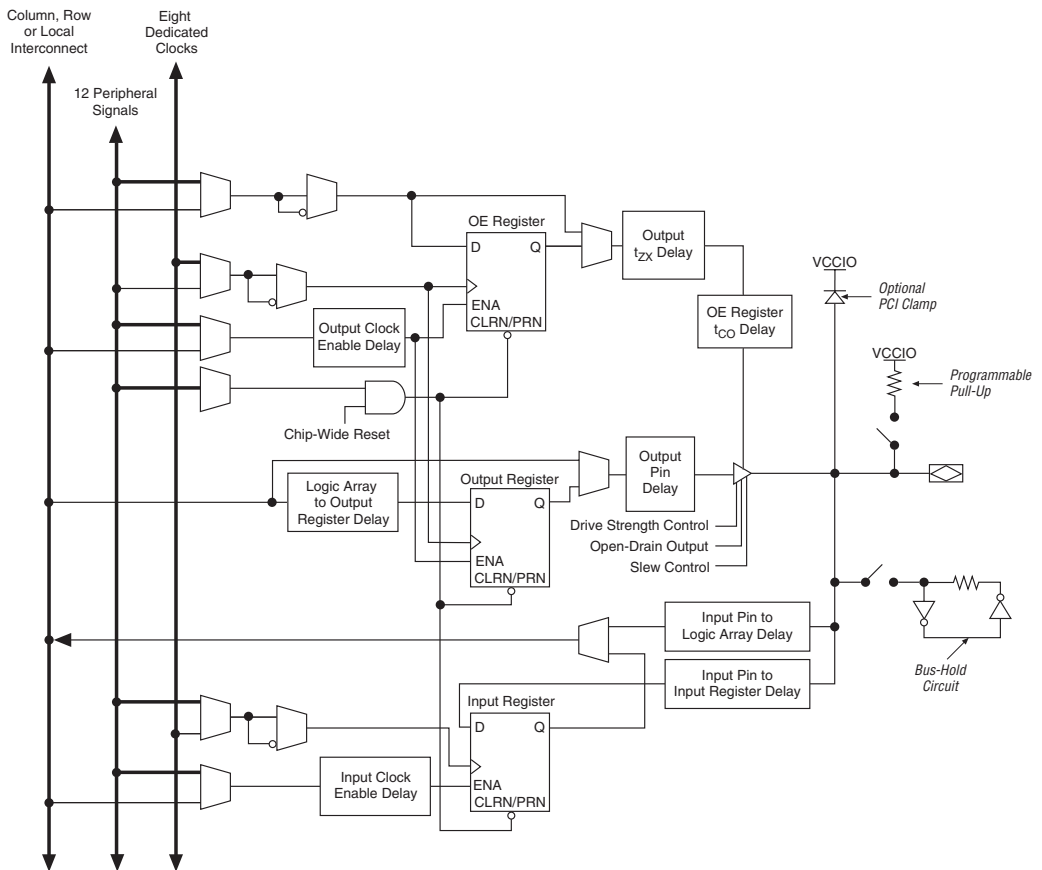 Column, Row
or Local
Interconnect
Eight
Dedicated
Clocks
12 Peripheral
Signals
OE Register
D
Q
ENA
CLRN/PRN
Output
tZX Delay
OE Register
tCO Delay
VCCIO
Optional
PCI Clamp
VCCIO
Programmable
Pull-Up
Output Clock
Enable Delay
Chip-Wide Reset
Output
Pin
Delay
Logic Array
to Output
Register Delay
Output Register
D
Q
ENA
CLRN/PRN
Drive Strength Control
Open-Drain Output
Slew Control
Input Pin to
Logic Array Delay
Input Pin to
Input Register Delay
Bus-Hold
Circuit
Input Register
D
Q
ENA
CLRN/PRN
Input Clock
Enable Delay